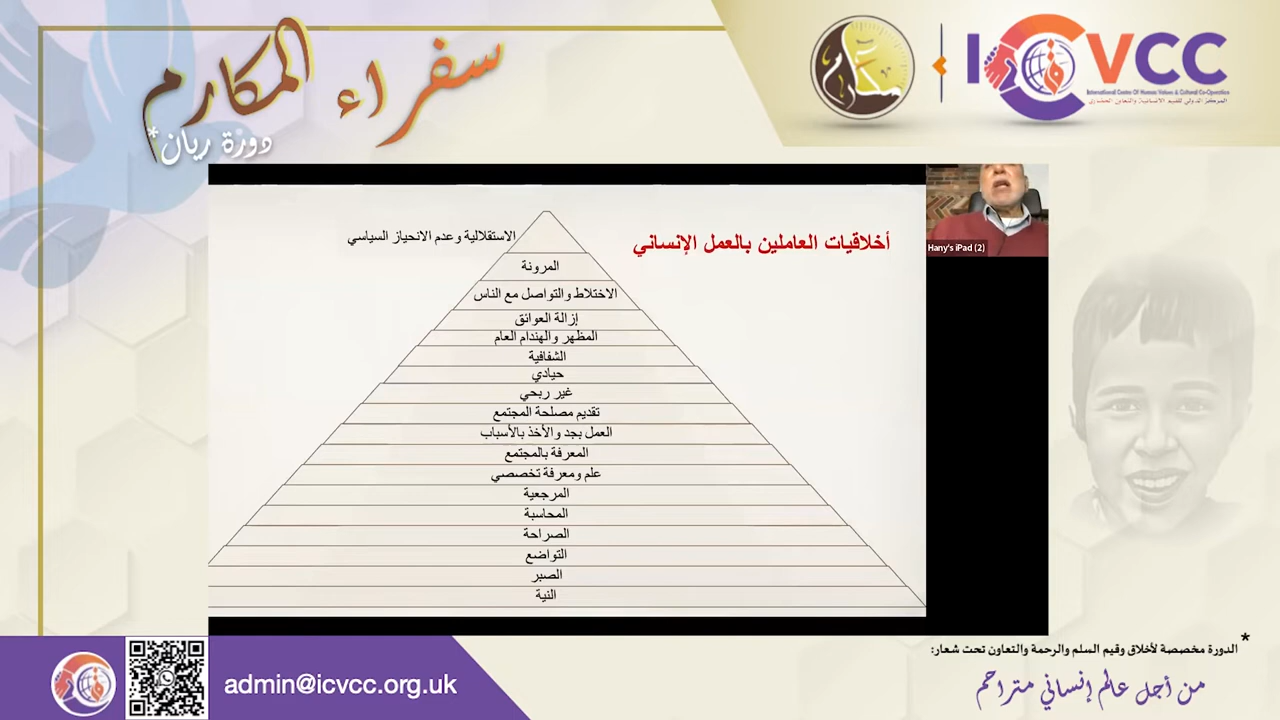 سفراء المكارم
دورة ريان*
مكارم
ICVCC
International Centre Of Human Values & Cultural Co-Operation
المركز الدولي للقيم الإنسانية والتعاون الحضاري
أخلاقيات العاملين بالعمل الإنساني
الاستقلالية وعدم الانحياز السياسي
المرونة
الاختلاط والتواصل مع الناس
إزالة العوائق
المظهر والهندام العام
الشفافية
حيادي
غير ربحي
تقديم مصلحة المجتمع
العمل بجد والأخذ بالأسباب
المعرفة بالمجتمع
علم ومعرفة تخصصي
المرجعية
المحاسبة
الصراحة
التواضع
الصبر
النية
Hany's iPad (2)
* الدورة مخصصة لأخلاق وقيم السلم والرحمة والتعاون تحت شعار:
من أجل عالم إنساني متراحم
admin@icvcc.org.uk